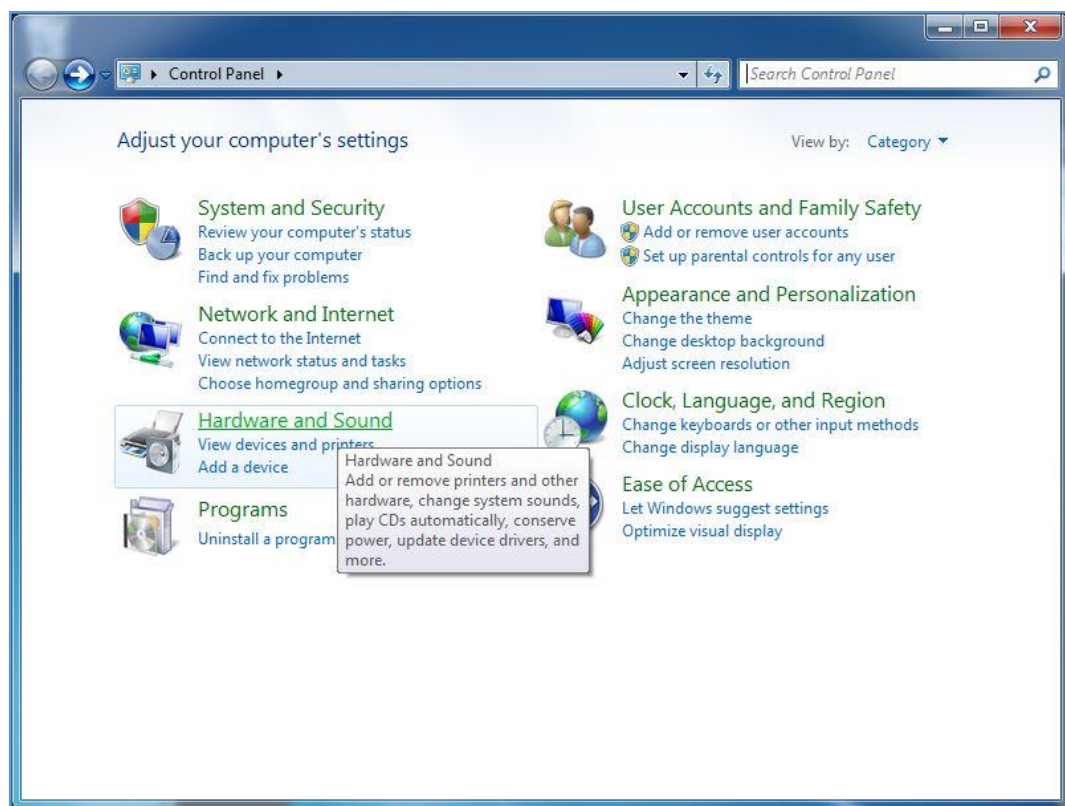 Control Panel
Search Control Panel
Adjust your computer's settings
View by: Category
System and Security
Review your computer's status
Back up your computer
Find and fix problems
Network and Internet
Connect to the Internet
View network status and tasks
Choose homegroup and sharing options
Hardware and Sound
View devices and printers
Add a device
Hardware and Sound
Add or remove printers and other
hardware, change system sounds,
play CDs automatically, conserve
power, update device drivers, and
more.
Programs
Uninstall a program
User Accounts and Family Safety
Add or remove user accounts
Set up parental controls for any user
Appearance and Personalization
Change the theme
Change desktop background
Adjust screen resolution
Clock, Language, and Region
Change keyboards or other input methods
Change display language
Ease of Access
Let Windows suggest settings
Optimize visual display